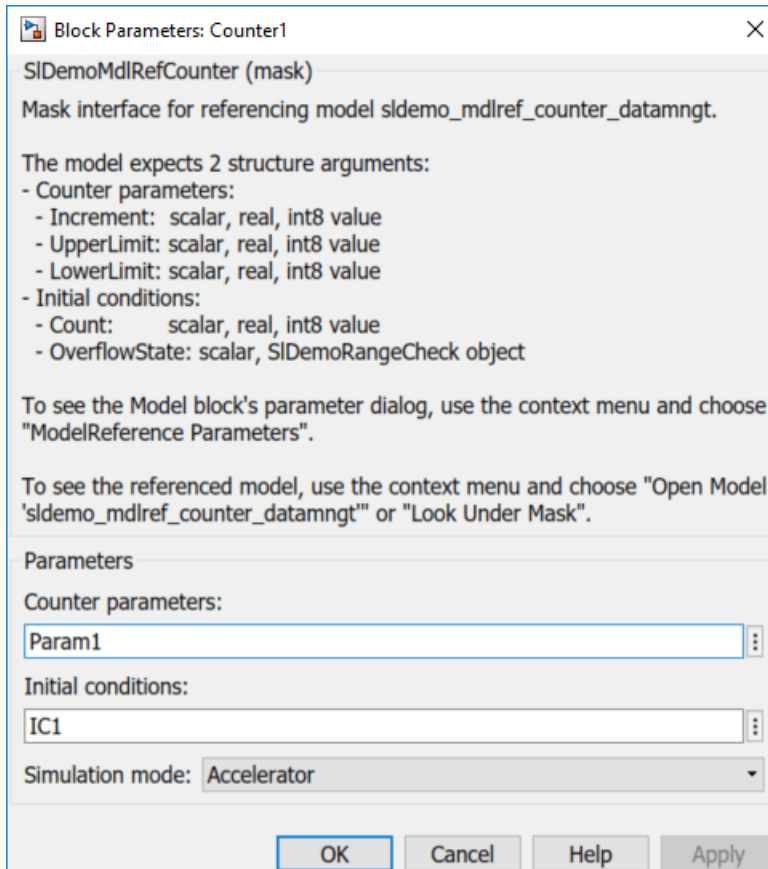 Block Parameters: Counter1
SlDemoMdlRefCounter (mask)
Mask interface for referencing model sldemo_mdlref_counter_datamngt.
The model expects 2 structure arguments:
- Counter parameters:
- Increment: scalar, real, int8 value
- UpperLimit: scalar, real, int8 value
- LowerLimit: scalar, real, int8 value
- Initial conditions:
- Count: scalar, real, int8 value
- OverflowState: scalar, SlDemoRangeCheck object
To see the Model block's parameter dialog, use the context menu and choose
"ModelReference Parameters".
To see the referenced model, use the context menu and choose "Open Model
'sldemo_mdlref_counter_datamngt'" or "Look Under Mask".
Parameters
Counter parameters:
Param1
Initial conditions:
IC1
Simulation mode: Accelerator
OK Cancel Help Apply